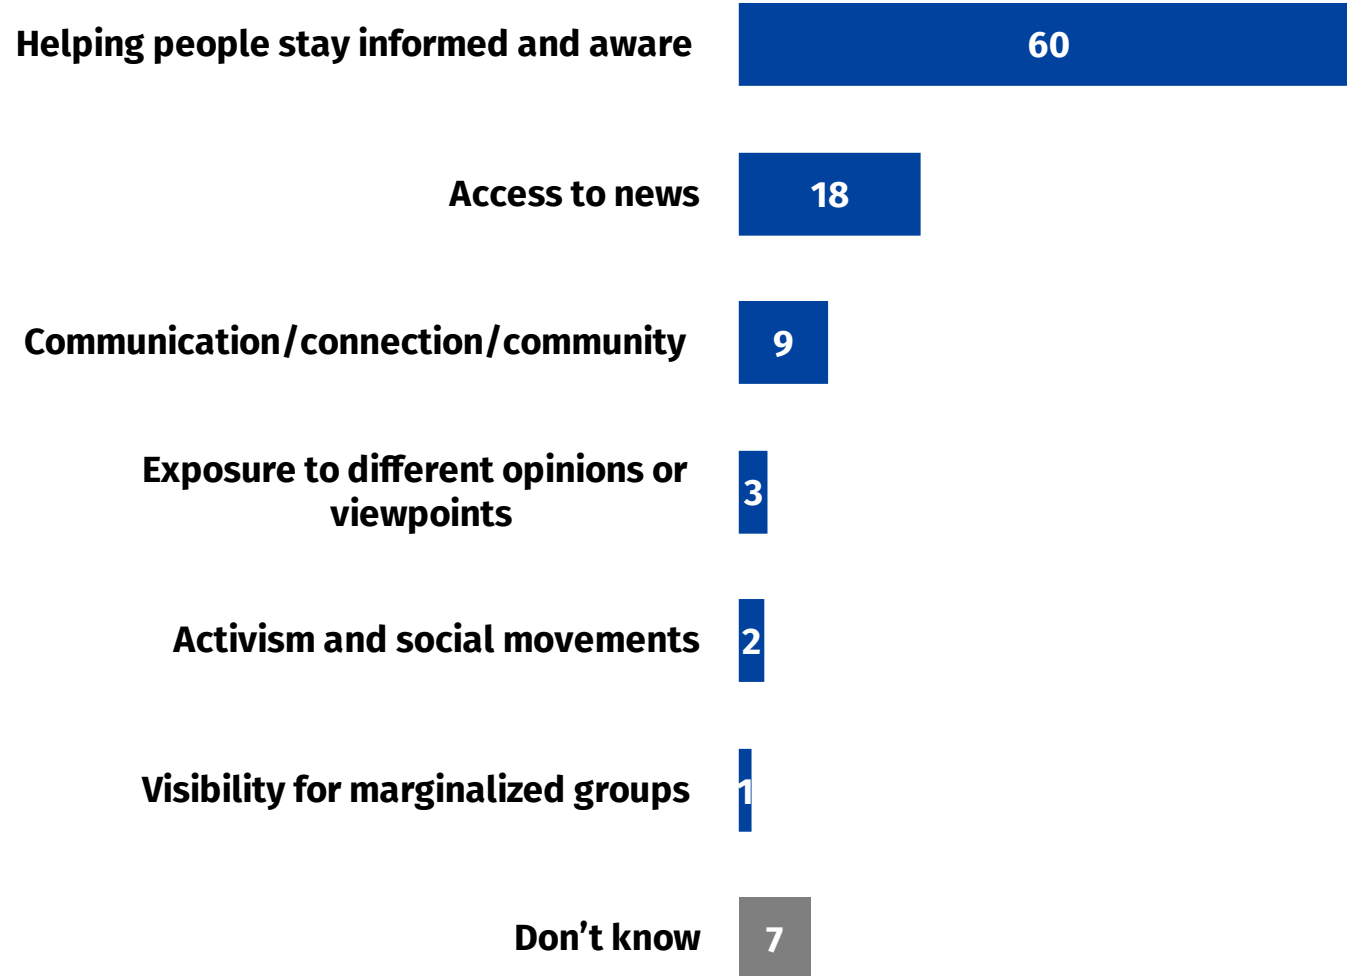 Helping people stay informed and aware 60
Access to news 18
Communication/connection/community 9
Exposure to different opinions or
viewpoints 3
Activism and social movements 2
Visibility for marginalized groups 1
Don’t know 7